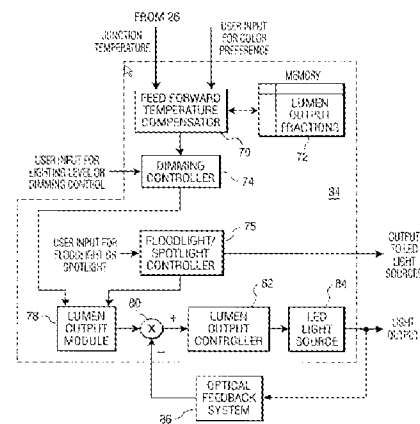 FROM 26
JUNCTION
TEMPERATURE
USER INPUT
FOR COLOR
PREFERENCE
FEED FORWARD
TEMPERATURE
COMPENSATOR
70
MEMORY
LUMEN
OUTPUT
FRACTIONS
72
USER INPUT FOR
LIGHTING LEVEL OR
DIMMING CONTROL
DIMMING
CONTROLLER
74
34
USER INPUT FOR
FLOODLIGHT OR
SPOTLIGHT
FLOODLIGHT/
SPOTLIGHT
CONTROLLER
75
OUTPUT
TO LED
LIGHT
SOURCES
78
LUMEN
OUTPUT
MODULE
80
X
+
−
LUMEN
OUTPUT
CONTROLLER
82
LED
LIGHT
SOURCE
84
LIGHT
OUTPUT
OPTICAL
FEEDBACK
SYSTEM
86